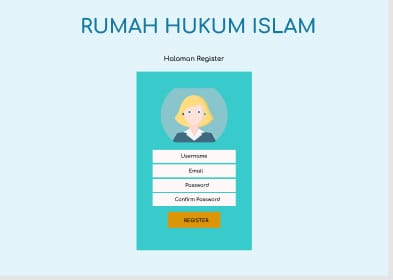 RUMAH HUKUM ISLAM
Halaman Register
Username
Email
Password
Confirm Password
REGISTER